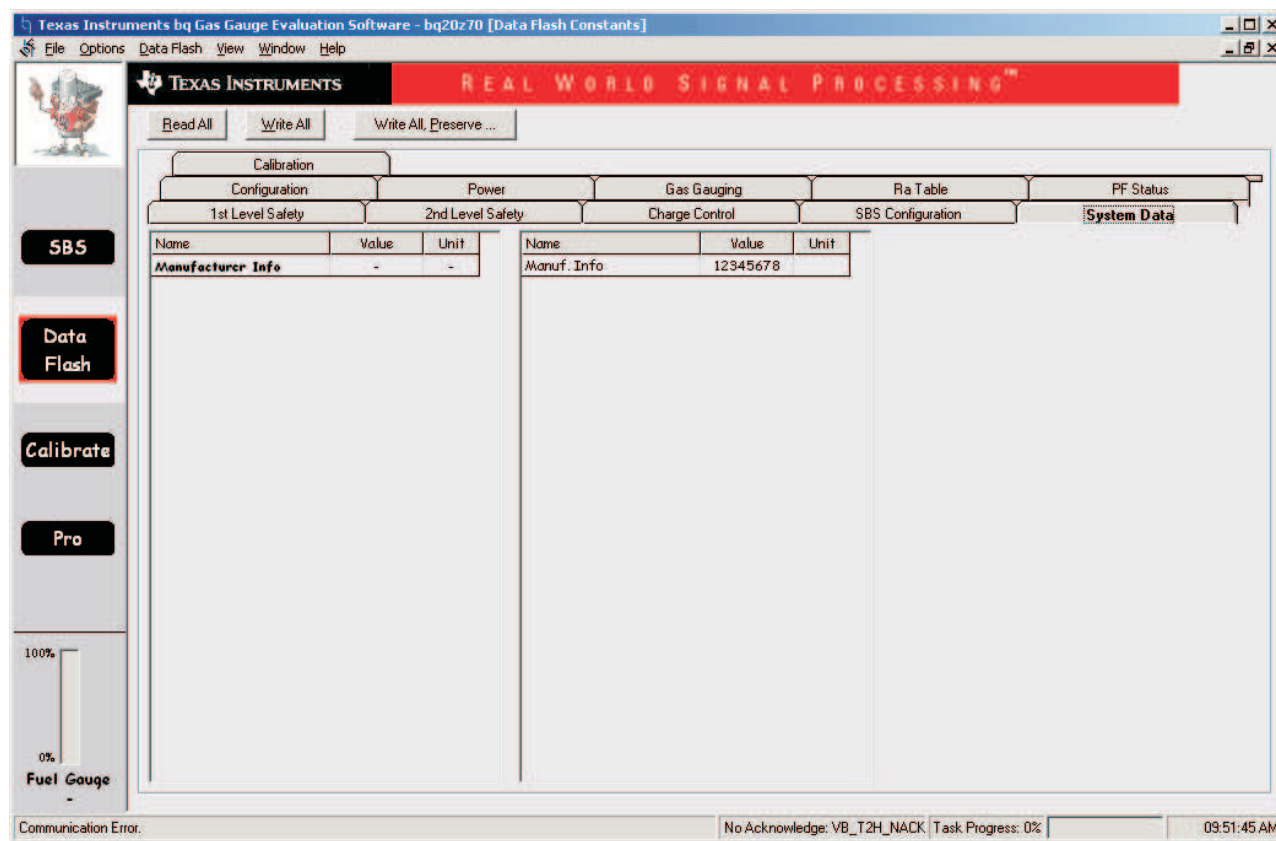 Texas Instruments bq Gas Gauge Evaluation Software - bq20z70 [Data Flash Constants]
File Options Data Flash View Window Help
TEXAS INSTRUMENTS REAL WORLD SIGNAL PROCESSING™
Read All Write All Write All, Preserve ...
Calibration
Configuration Power Gas Gauging Ra Table PF Status
1st Level Safety 2nd Level Safety Charge Control SBS Configuration System Data
SBS
Name Value Unit Name Value Unit
Manufacturer Info - - Manuf. Info 12345678
Data
Flash
Calibrate
Pro
100%
0%
Fuel Gauge
-
Communication Error. No Acknowledge: VB_T2H_NACK Task Progress: 0% 09:51:45 AM